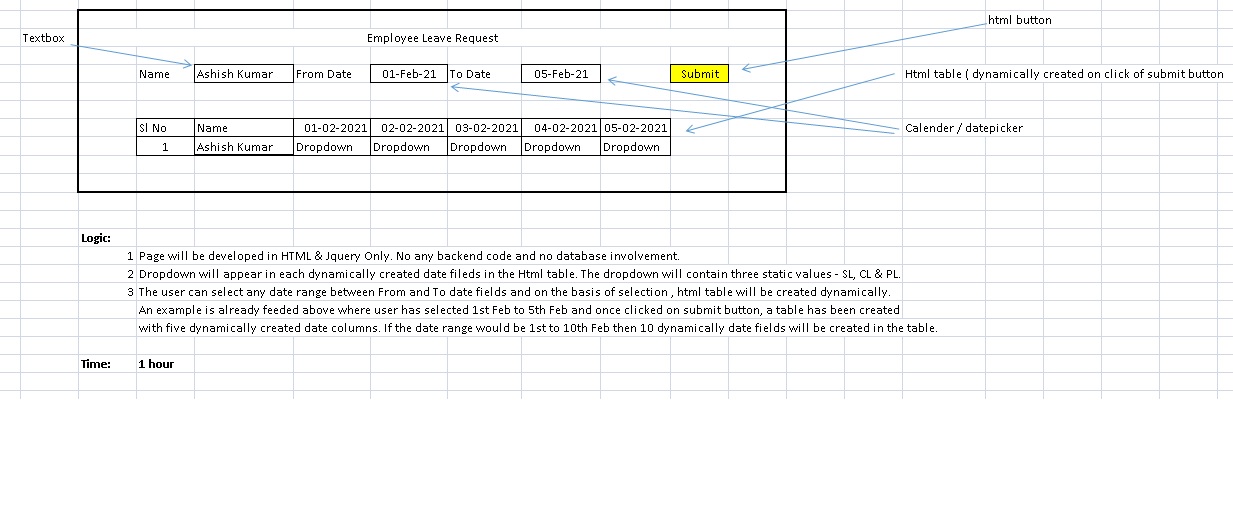 html button
Textbox
Employee Leave Request
Name Ashish Kumar From Date 01-Feb-21 To Date 05-Feb-21 Submit
Html table ( dynamically created on click of submit button
Sl No Name 01-02-2021 02-02-2021 03-02-2021 04-02-2021 05-02-2021
Calender / datepicker
1 Ashish Kumar Dropdown Dropdown Dropdown Dropdown Dropdown
Logic:
1 Page will be developed in HTML & Jquery Only. No any backend code and no database involvement.
2 Dropdown will appear in each dynamically created date fileds in the Html table. The dropdown will contain three static values - SL, CL & PL.
3 The user can select any date range between From and To date fields and on the basis of selection , html table will be created dynamically.
An example is already feeded above where user has selected 1st Feb to 5th Feb and once clicked on submit button, a table has been created
with five dynamically created date columns. If the date range would be 1st to 10th Feb then 10 dynamically date fields will be created in the table.
Time: 1 hour